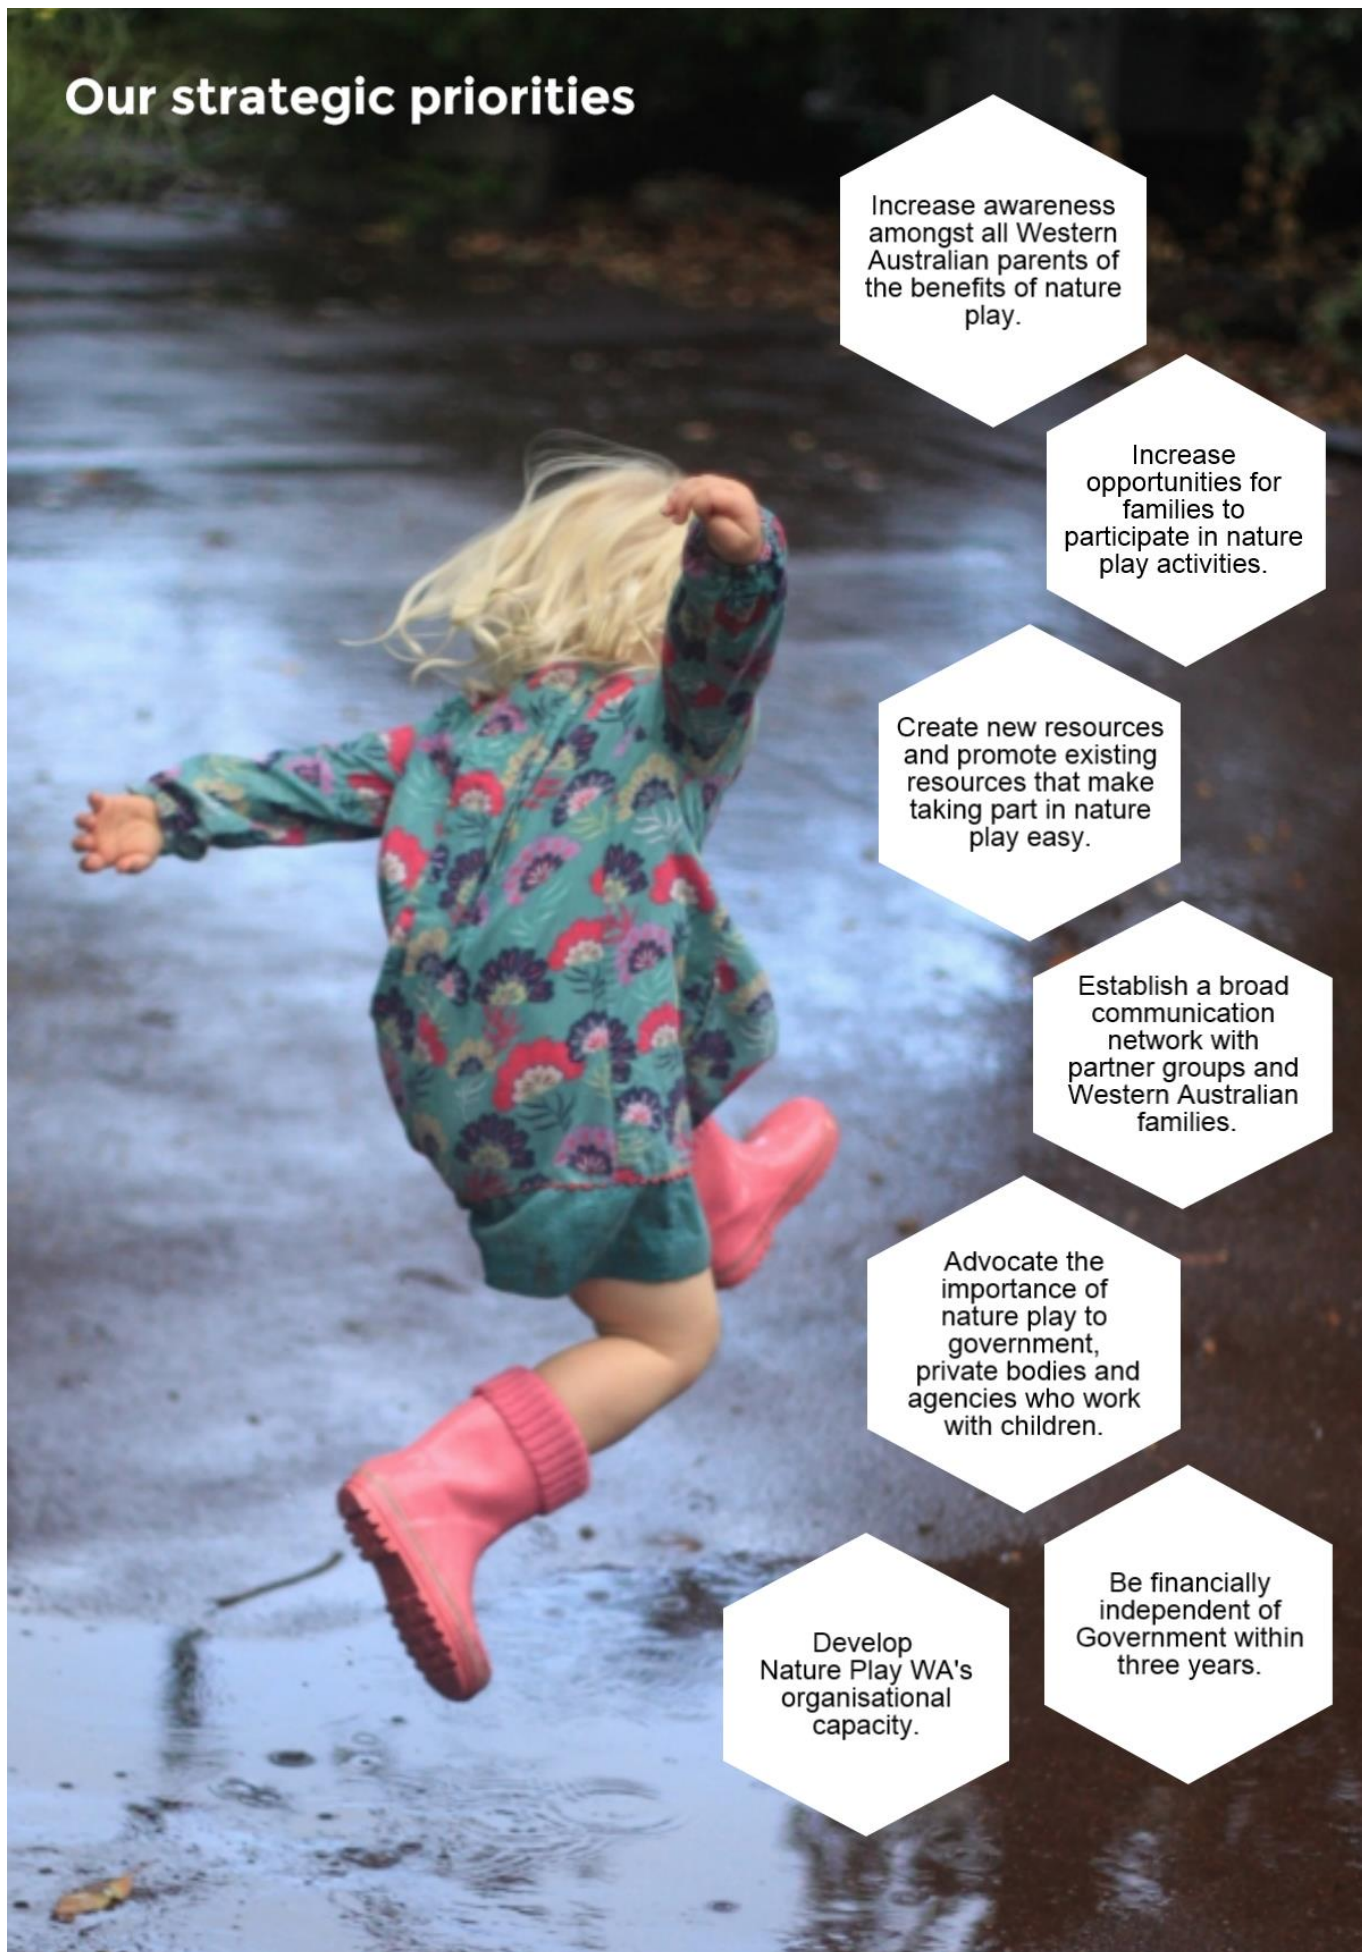 Our strategic priorities
Increase awareness
amongst all Western
Australian parents of
the benefits of nature
play.
Increase
opportunities for
families to
participate in nature
play activities.
Create new resources
and promote existing
resources that make
taking part in nature
play easy.
Establish a broad
communication
network with
partner groups and
Western Australian
families.
Advocate the
importance of
nature play to
government,
private bodies and
agencies who work
with children.
Be financially
independent of
Government within
three years.
Develop
Nature Play WA's
organisational
capacity.